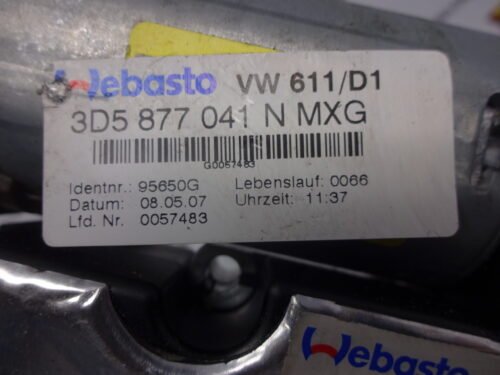 Webasto VW 611/D1
3D5 877 041 N MXG
G0057483
Identnr.: 95650G Lebenslauf: 0066
Datum: 08.05.07 Uhrzeit: 11:37
Lfd. Nr. 0057483
Webasto